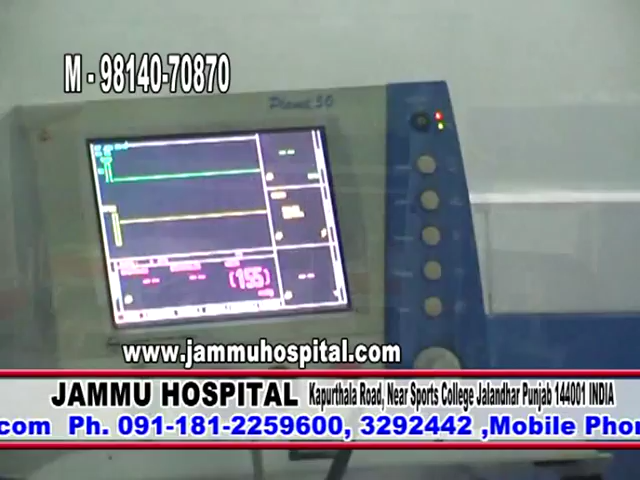 M - 98140-70870
Planet 50
(155)
www.jammuhospital.com
JAMMU HOSPITAL Kapurthala Road, Near Sports College Jalandhar Punjab 144001 INDIA
.com Ph. 091-181-2259600, 3292442 ,Mobile Phon